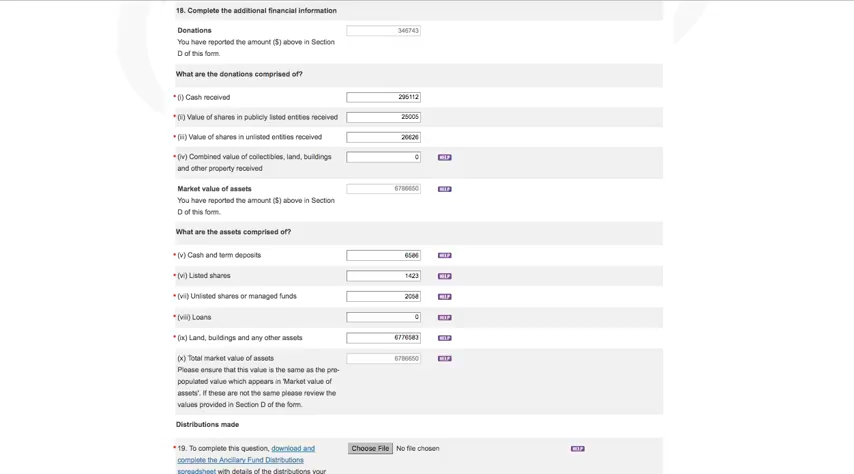 18. Complete the additional financial information
Donations
346743
You have reported the amount ($) above in Section
D of this form.
What are the donations comprised of?
* (i) Cash received
295112
* (ii) Value of shares in publicly listed entities received
25005
* (iii) Value of shares in unlisted entities received
26626
* (iv) Combined value of collectibles, land, buildings
and other property received
0
HELP
Market value of assets
6786650
HELP
You have reported the amount ($) above in Section
D of this form.
What are the assets comprised of?
* (v) Cash and term deposits
6586
HELP
* (vi) Listed shares
1423
HELP
* (vii) Unlisted shares or managed funds
2058
HELP
* (viii) Loans
0
HELP
* (ix) Land, buildings and any other assets
6776583
HELP
(x) Total market value of assets
6786650
HELP
Please ensure that this value is the same as the pre-
populated value which appears in 'Market value of
assets'. If these are not the same please review the
values provided in Section D of the form.
Distributions made
* 19. To complete this question, download and
Choose File No file chosen
HELP
complete the Ancillary Fund Distributions
spreadsheet with details of the distributions your